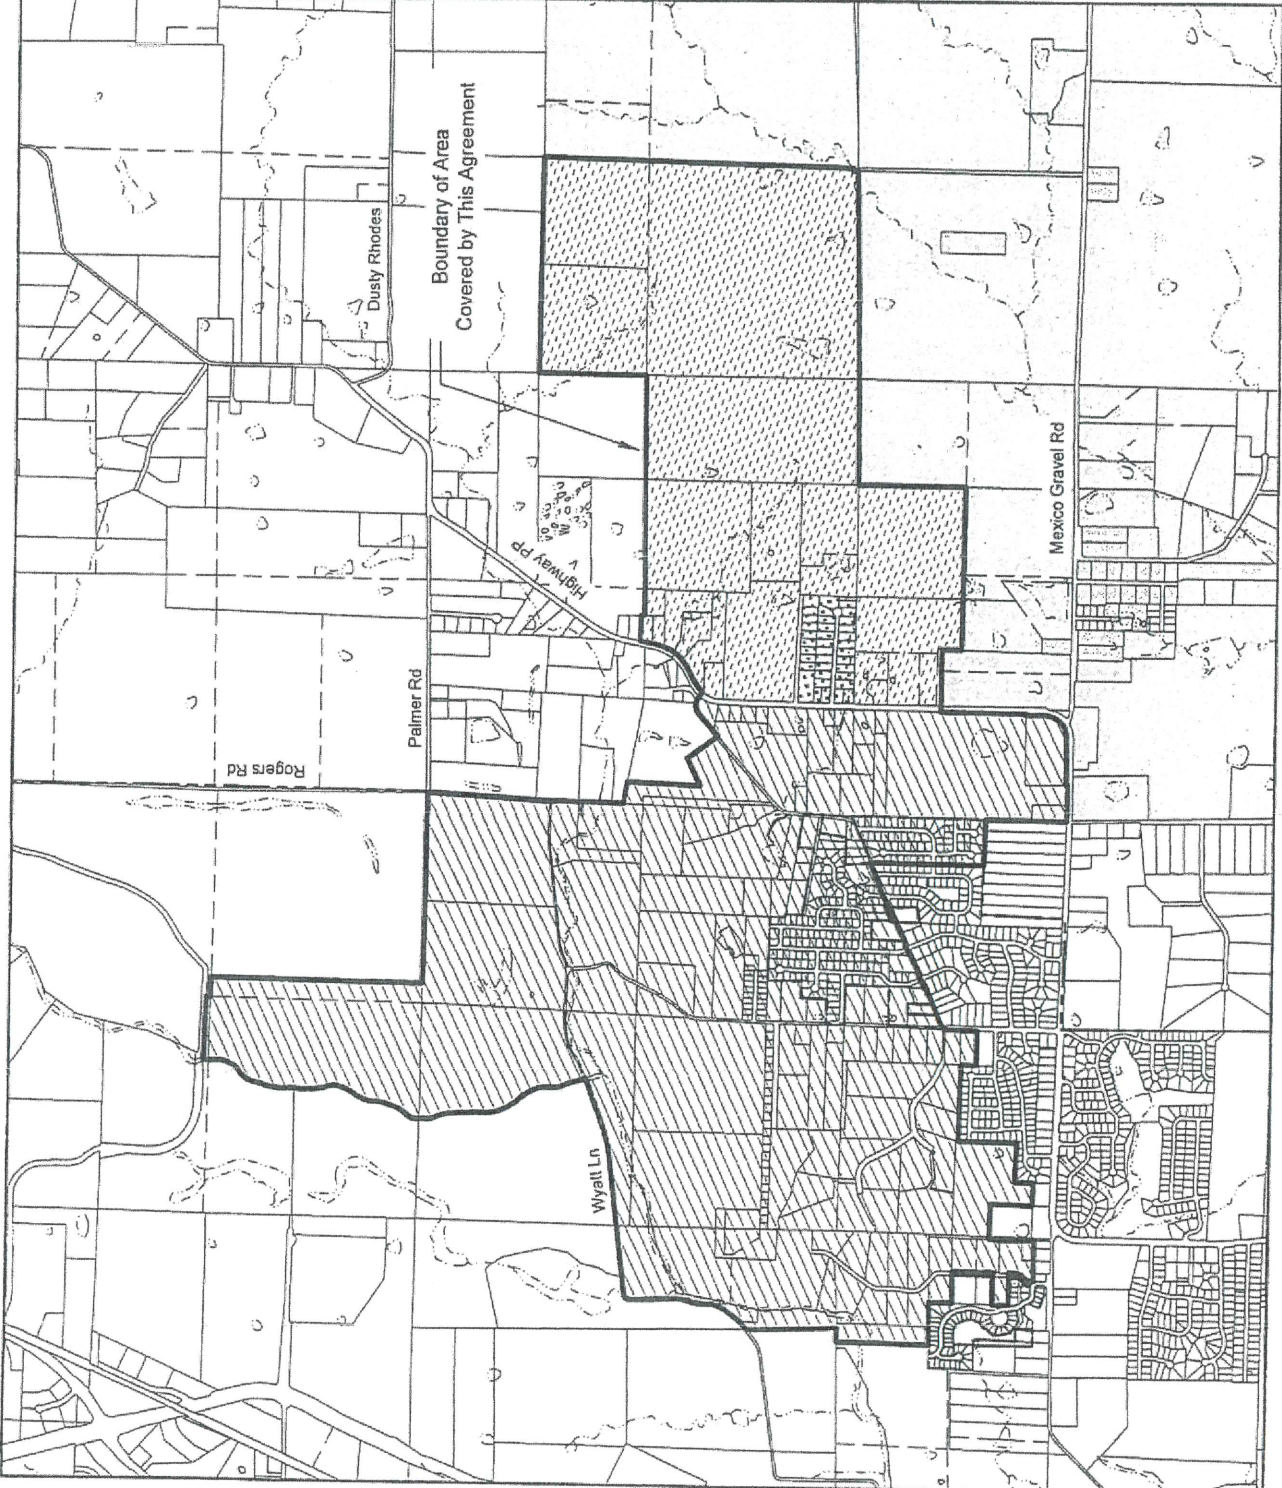 Dusty Rhodes
Boundary of Area
Covered by This Agreement
Highway PP
Mexico Gravel Rd
Palmer Rd
Rogers Rd
Wyatt Ln